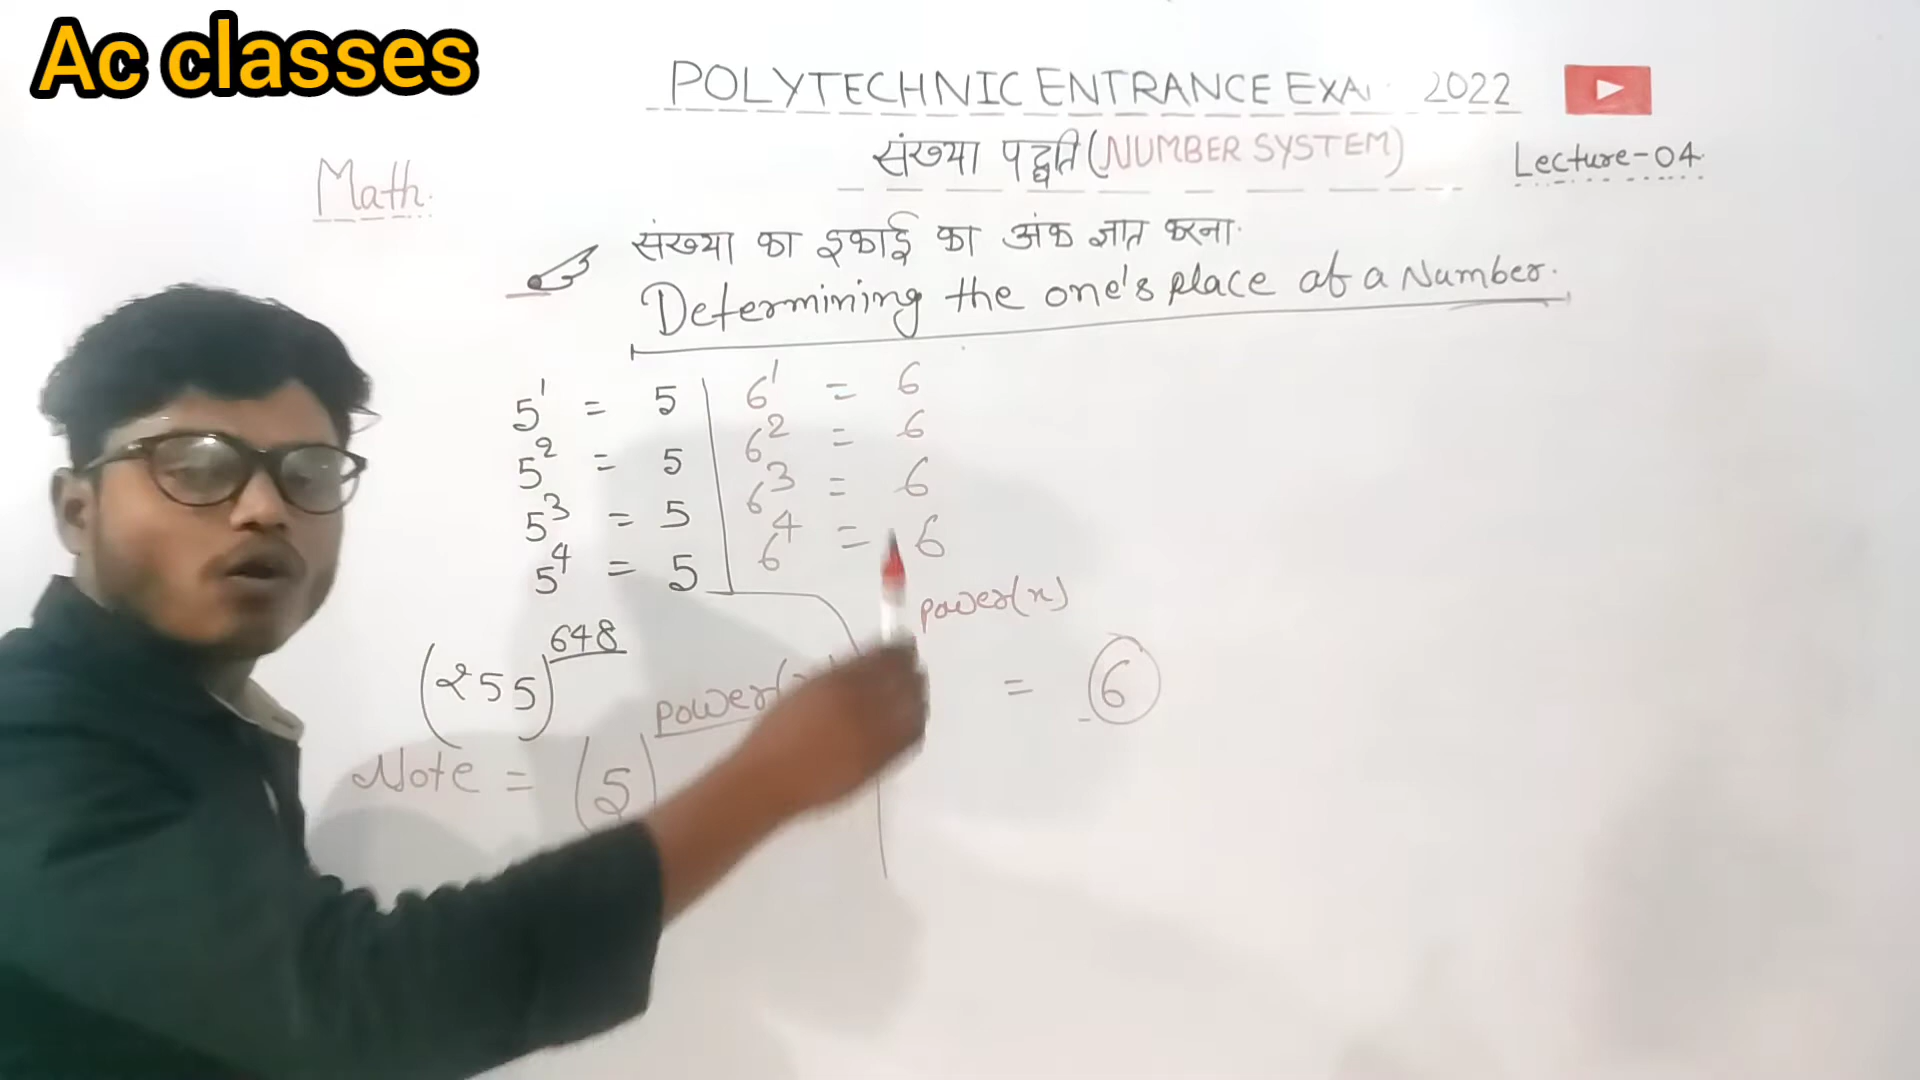 Ac classes
POLYTECHNIC ENTRANCE EXA 2022
संख्या पद्धति (NUMBER SYSTEM)
Lecture-04
Math
संख्या का इकाई का अंक ज्ञात करना
Determining the one's place of a Number.
5¹ = 5
5² = 5
5³ = 5
5⁴ = 5
6¹ = 6
6² = 6
6³ = 6
6⁴ = 6
(255)⁶⁴⁸
Note = (5)
power(
power(x)
= 6